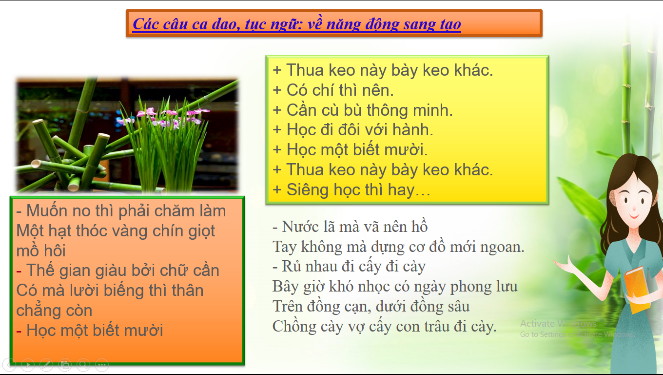 Các câu ca dao, tục ngữ: về năng động sang tạo
+ Thua keo này bày keo khác.
+ Có chí thì nên.
+ Cần cù bù thông minh.
+ Học đi đôi với hành.
+ Học một biết mười.
+ Thua keo này bày keo khác.
+ Siêng học thì hay…
- Muốn no thì phải chăm làm
Một hạt thóc vàng chín giọt
mồ hôi
- Thế gian giàu bởi chữ cần
Có mà lười biếng thì thân
chẳng còn
- Học một biết mười
- Nước lã mà vã nên hồ
Tay không mà dựng cơ đồ mới ngoan.
- Rủ nhau đi cấy đi cày
Bây giờ khó nhọc có ngày phong lưu
Trên đồng cạn, dưới đồng sâu
Chồng cày vợ cấy con trâu đi cày.
Activate
Go to Settings